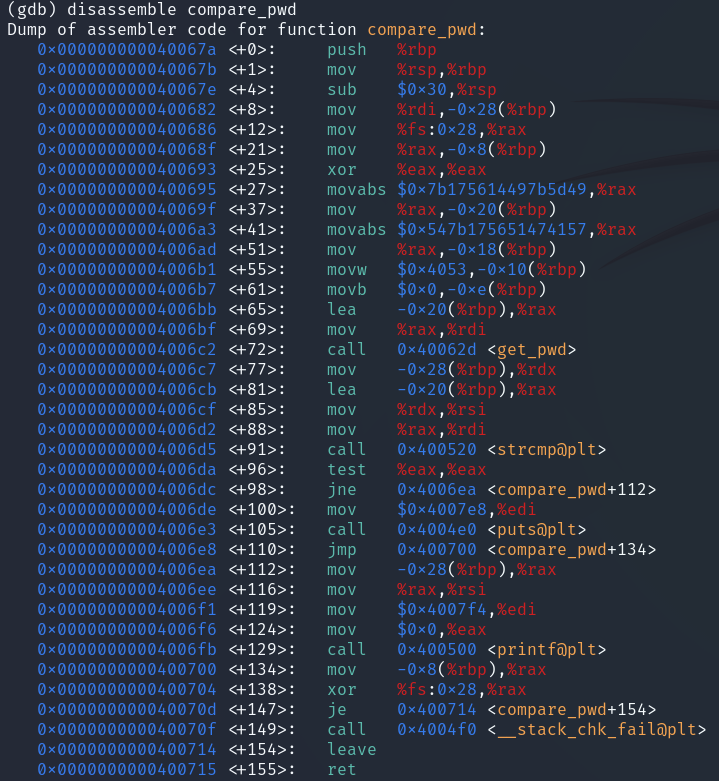 (gdb) disassemble compare_pwd
Dump of assembler code for function compare_pwd:
0x000000000040067a <+0>: push %rbp
0x000000000040067b <+1>: mov %rsp,%rbp
0x000000000040067e <+4>: sub $0x30,%rsp
0x0000000000400682 <+8>: mov %rdi,-0x28(%rbp)
0x0000000000400686 <+12>: mov %fs:0x28,%rax
0x000000000040068f <+21>: mov %rax,-0x8(%rbp)
0x0000000000400693 <+25>: xor %eax,%eax
0x0000000000400695 <+27>: movabs $0x7b175614497b5d49,%rax
0x000000000040069f <+37>: mov %rax,-0x20(%rbp)
0x00000000004006a3 <+41>: movabs $0x547b175651474157,%rax
0x00000000004006ad <+51>: mov %rax,-0x18(%rbp)
0x00000000004006b1 <+55>: movw $0x4053,-0x10(%rbp)
0x00000000004006b7 <+61>: movb $0x0,-0xe(%rbp)
0x00000000004006bb <+65>: lea -0x20(%rbp),%rax
0x00000000004006bf <+69>: mov %rax,%rdi
0x00000000004006c2 <+72>: call 0x40062d <get_pwd>
0x00000000004006c7 <+77>: mov -0x28(%rbp),%rdx
0x00000000004006cb <+81>: lea -0x20(%rbp),%rax
0x00000000004006cf <+85>: mov %rdx,%rsi
0x00000000004006d2 <+88>: mov %rax,%rdi
0x00000000004006d5 <+91>: call 0x400520 <strcmp@plt>
0x00000000004006da <+96>: test %eax,%eax
0x00000000004006dc <+98>: jne 0x4006ea <compare_pwd+112>
0x00000000004006de <+100>: mov $0x4007e8,%edi
0x00000000004006e3 <+105>: call 0x4004e0 <puts@plt>
0x00000000004006e8 <+110>: jmp 0x400700 <compare_pwd+134>
0x00000000004006ea <+112>: mov -0x28(%rbp),%rax
0x00000000004006ee <+116>: mov %rax,%rsi
0x00000000004006f1 <+119>: mov $0x4007f4,%edi
0x00000000004006f6 <+124>: mov $0x0,%eax
0x00000000004006fb <+129>: call 0x400500 <printf@plt>
0x0000000000400700 <+134>: mov -0x8(%rbp),%rax
0x0000000000400704 <+138>: xor %fs:0x28,%rax
0x000000000040070d <+147>: je 0x400714 <compare_pwd+154>
0x000000000040070f <+149>: call 0x4004f0 <__stack_chk_fail@plt>
0x0000000000400714 <+154>: leave
0x0000000000400715 <+155>: ret